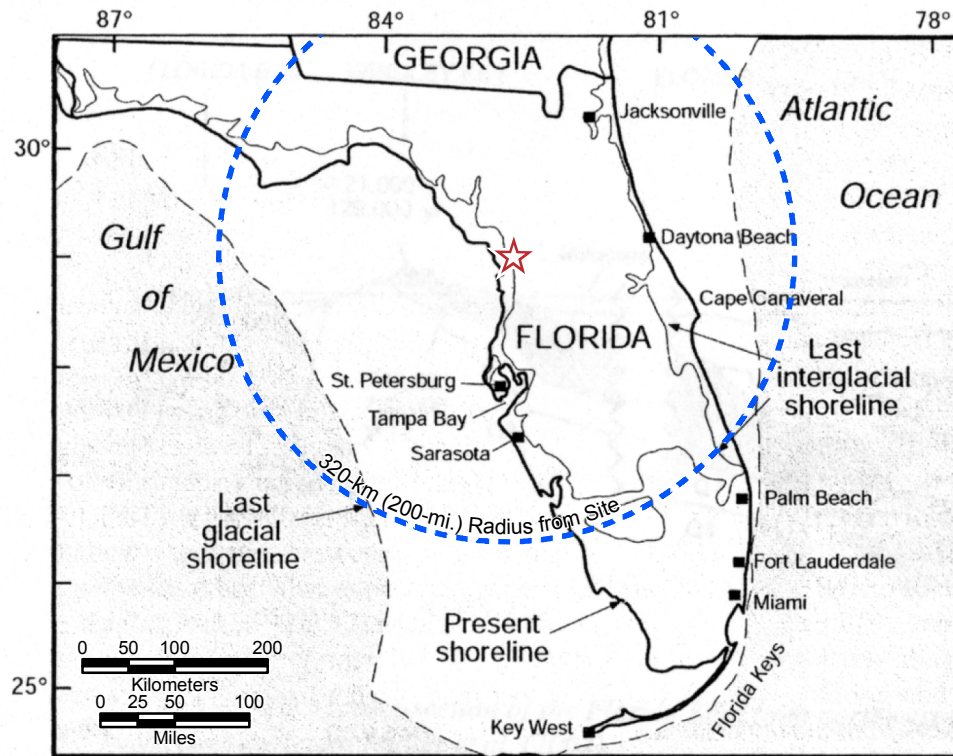 87°
84°
81°
78°
GEORGIA
Jacksonville
Atlantic
Ocean
30°
Gulf
of
Mexico
Daytona Beach
Cape Canaveral
FLORIDA
Last
interglacial
shoreline
St. Petersburg
Tampa Bay
Sarasota
320-km (200-mi.) Radius from Site
Last
glacial
shoreline
Palm Beach
Fort Lauderdale
Miami
Present
shoreline
0 50 100 200
Kilometers
25°
0 25 50 100
Miles
Key West
Florida Keys